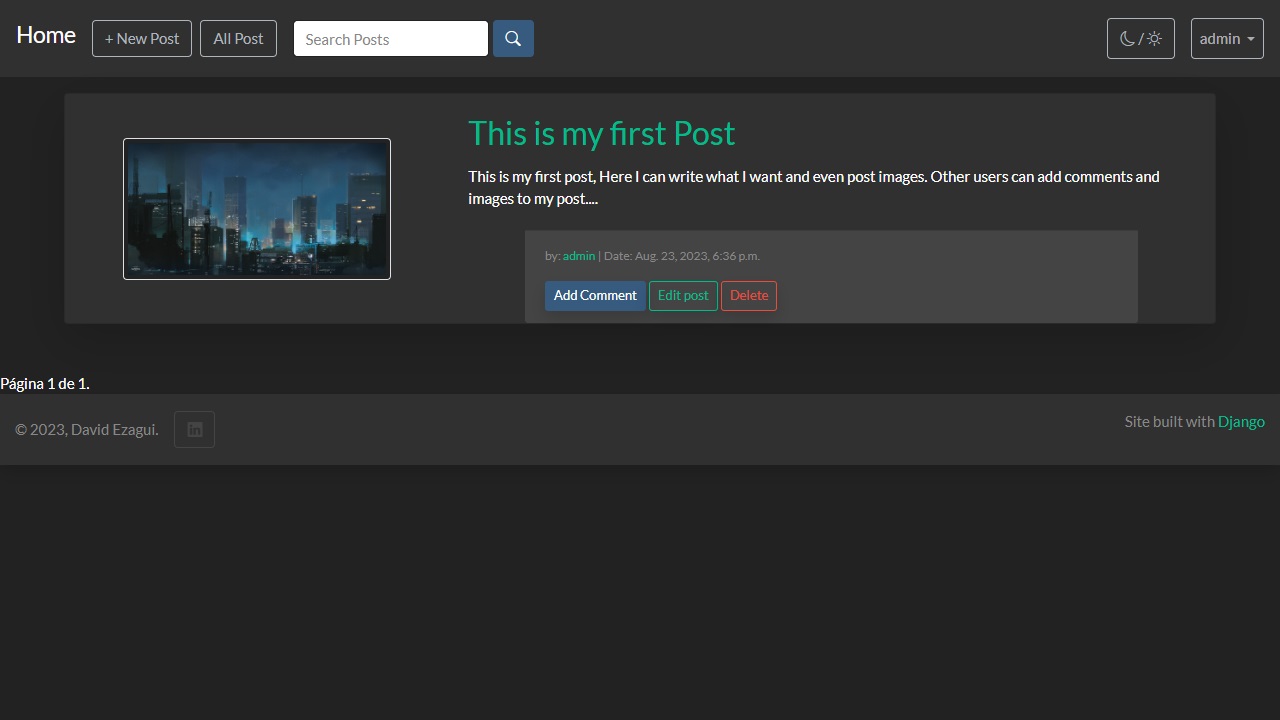 Home
+ New Post
All Post
Search Posts
/
admin
This is my first Post
This is my first post, Here I can write what I want and even post images. Other users can add comments and
images to my post....
by: admin | Date: Aug. 23, 2023, 6:36 p.m.
Add Comment
Edit post
Delete
Página 1 de 1.
© 2023, David Ezagui.
in
Site built with Django